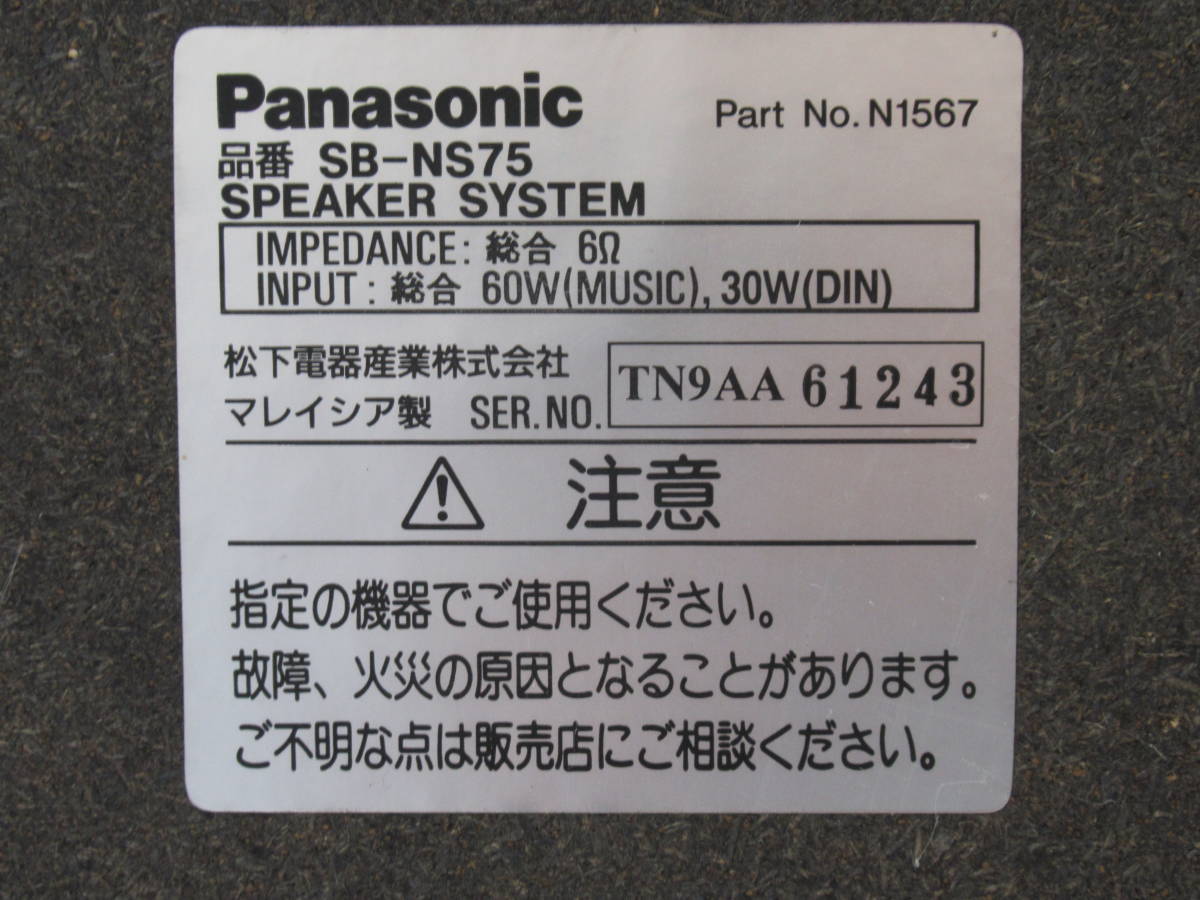 Panasonic Part No. N1567
品番 SB-NS75
SPEAKER SYSTEM
IMPEDANCE: 総合 6Ω
INPUT: 総合 60W(MUSIC), 30W(DIN)
松下電器産業株式会社
マレイシア製 SER.NO. TN9AA 61243
注意
指定の機器でご使用ください。
故障、火災の原因となることがあります。
ご不明な点は販売店にご相談ください。